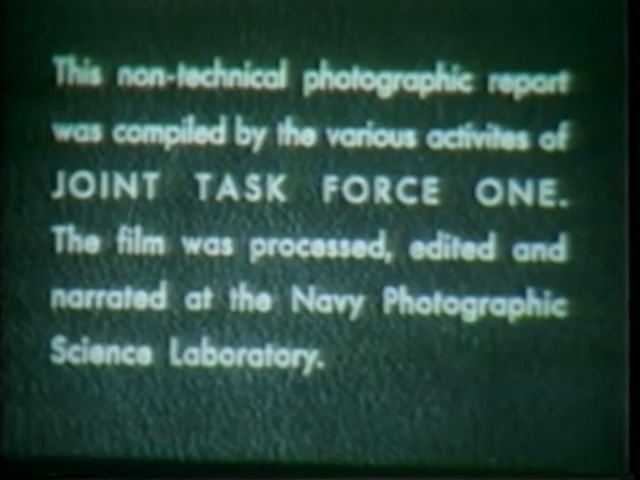 This non-technical photographic report
was compiled by the various activites of
JOINT TASK FORCE ONE.
The film was processed, edited and
narrated at the Navy Photographic
Science Laboratory.